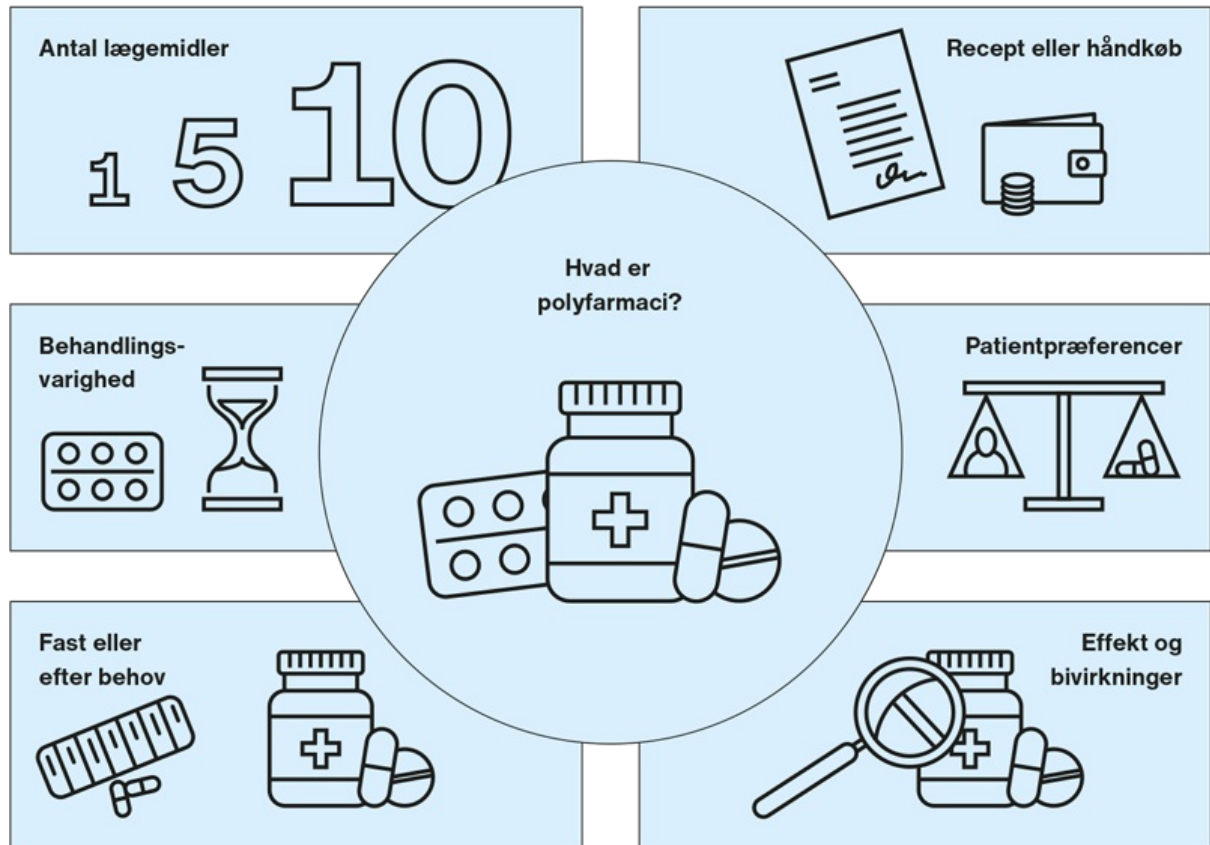 Antal lægemidler
1 5 10
Recept eller håndkøb
Hvad er
polyfarmaci?
Behandlings-
varighed
Patientpræferencer
Fast eller
efter behov
Effekt og
bivirkninger